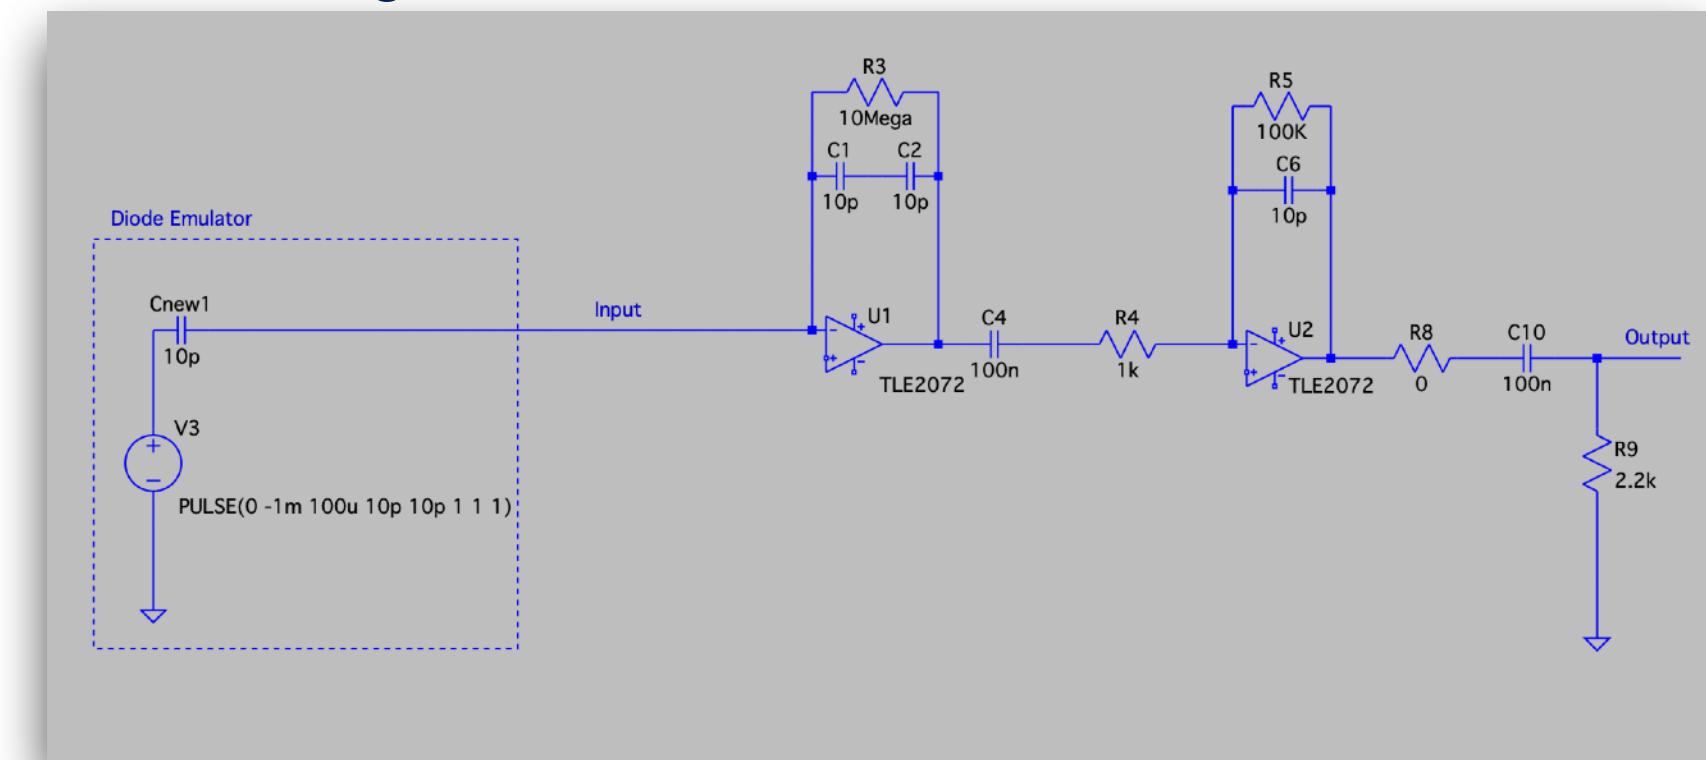 R3
10Mega
C1
10p
C2
10p
R5
100K
C6
10p
Diode Emulator
Cnew1
10p
V3
PULSE(0 -1m 100u 10p 10p 1 1 1)
Input
U1
TLE2072
C4
100n
R4
1k
U2
TLE2072
R8
0
C10
100n
Output
R9
2.2k